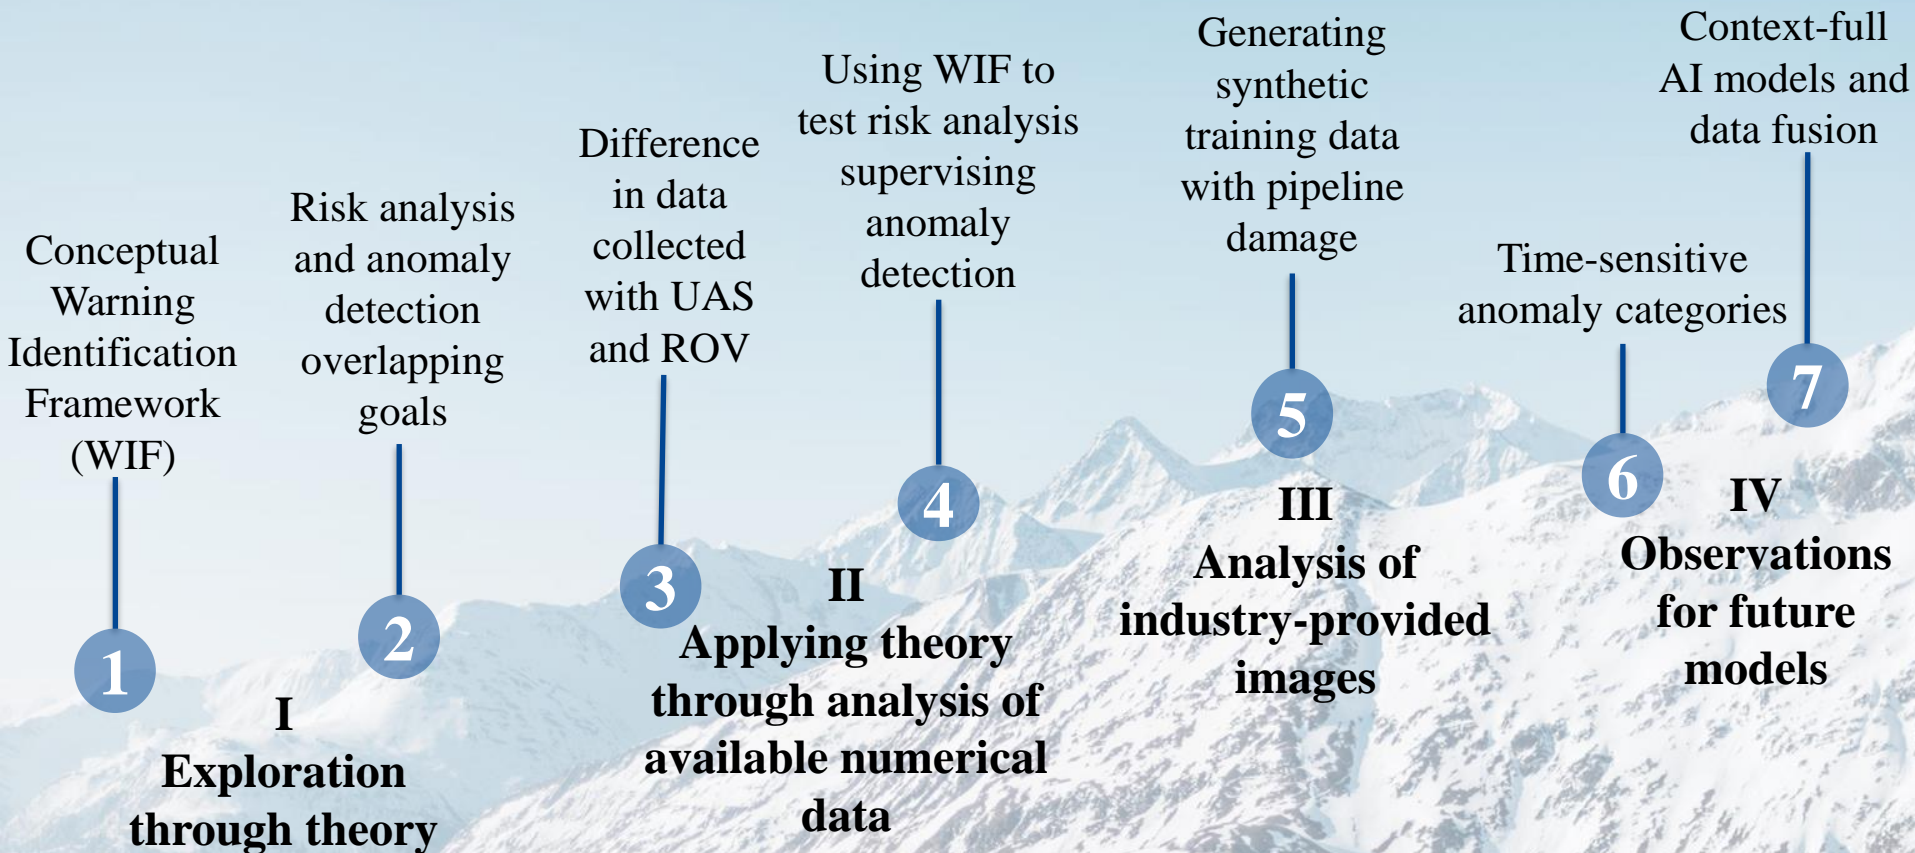 Conceptual
Warning
Identification
Framework
(WIF)
1
Risk analysis
and anomaly
detection
overlapping
goals
2
I
Exploration
through theory
Difference
in data
collected
with UAS
and ROV
3
Using WIF to
test risk analysis
supervising
anomaly
detection
4
II
Applying theory
through analysis of
available numerical
data
Generating
synthetic
training data
with pipeline
damage
5
III
Analysis of
industry-provided
images
Time-sensitive
anomaly categories
6
Context-full
AI models and
data fusion
7
IV
Observations
for future
models